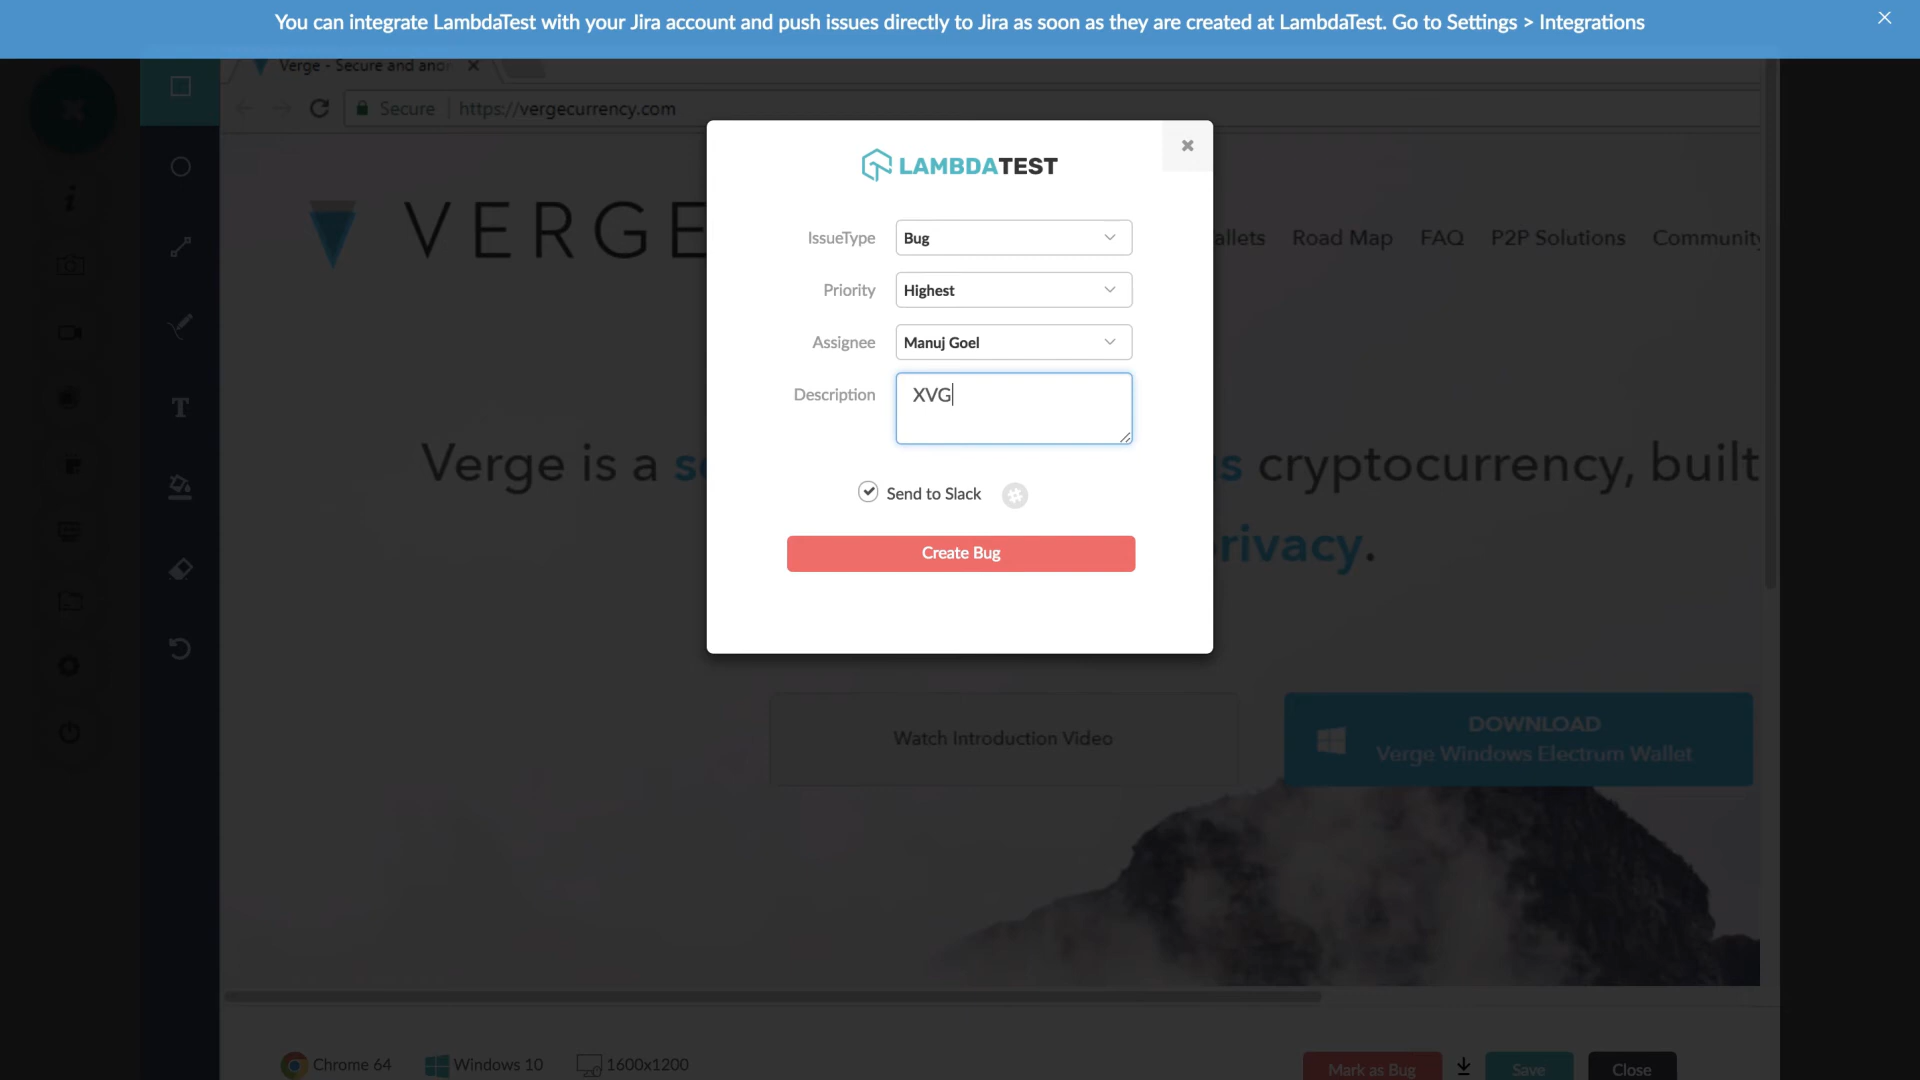 You can integrate LambdaTest with your Jira account and push issues directly to Jira as soon as they are created at LambdaTest. Go to Settings > Integrations
Verge - Secure and anon
Secure
https://vergecurrency.com
LAMBDATEST
VERGE
allets
Road Map
FAQ
P2P Solutions
Community
IssueType
Bug
Priority
Highest
Assignee
Manuj Goel
Description
XVG
T
Verge is a s
s cryptocurrency, built
rivacy.
Send to Slack
Create Bug
Watch Introduction Video
DOWNLOAD
Verge Windows Electrum Wallet
Chrome 64
Windows 10
1600x1200
Mark as Bug
Save
Close